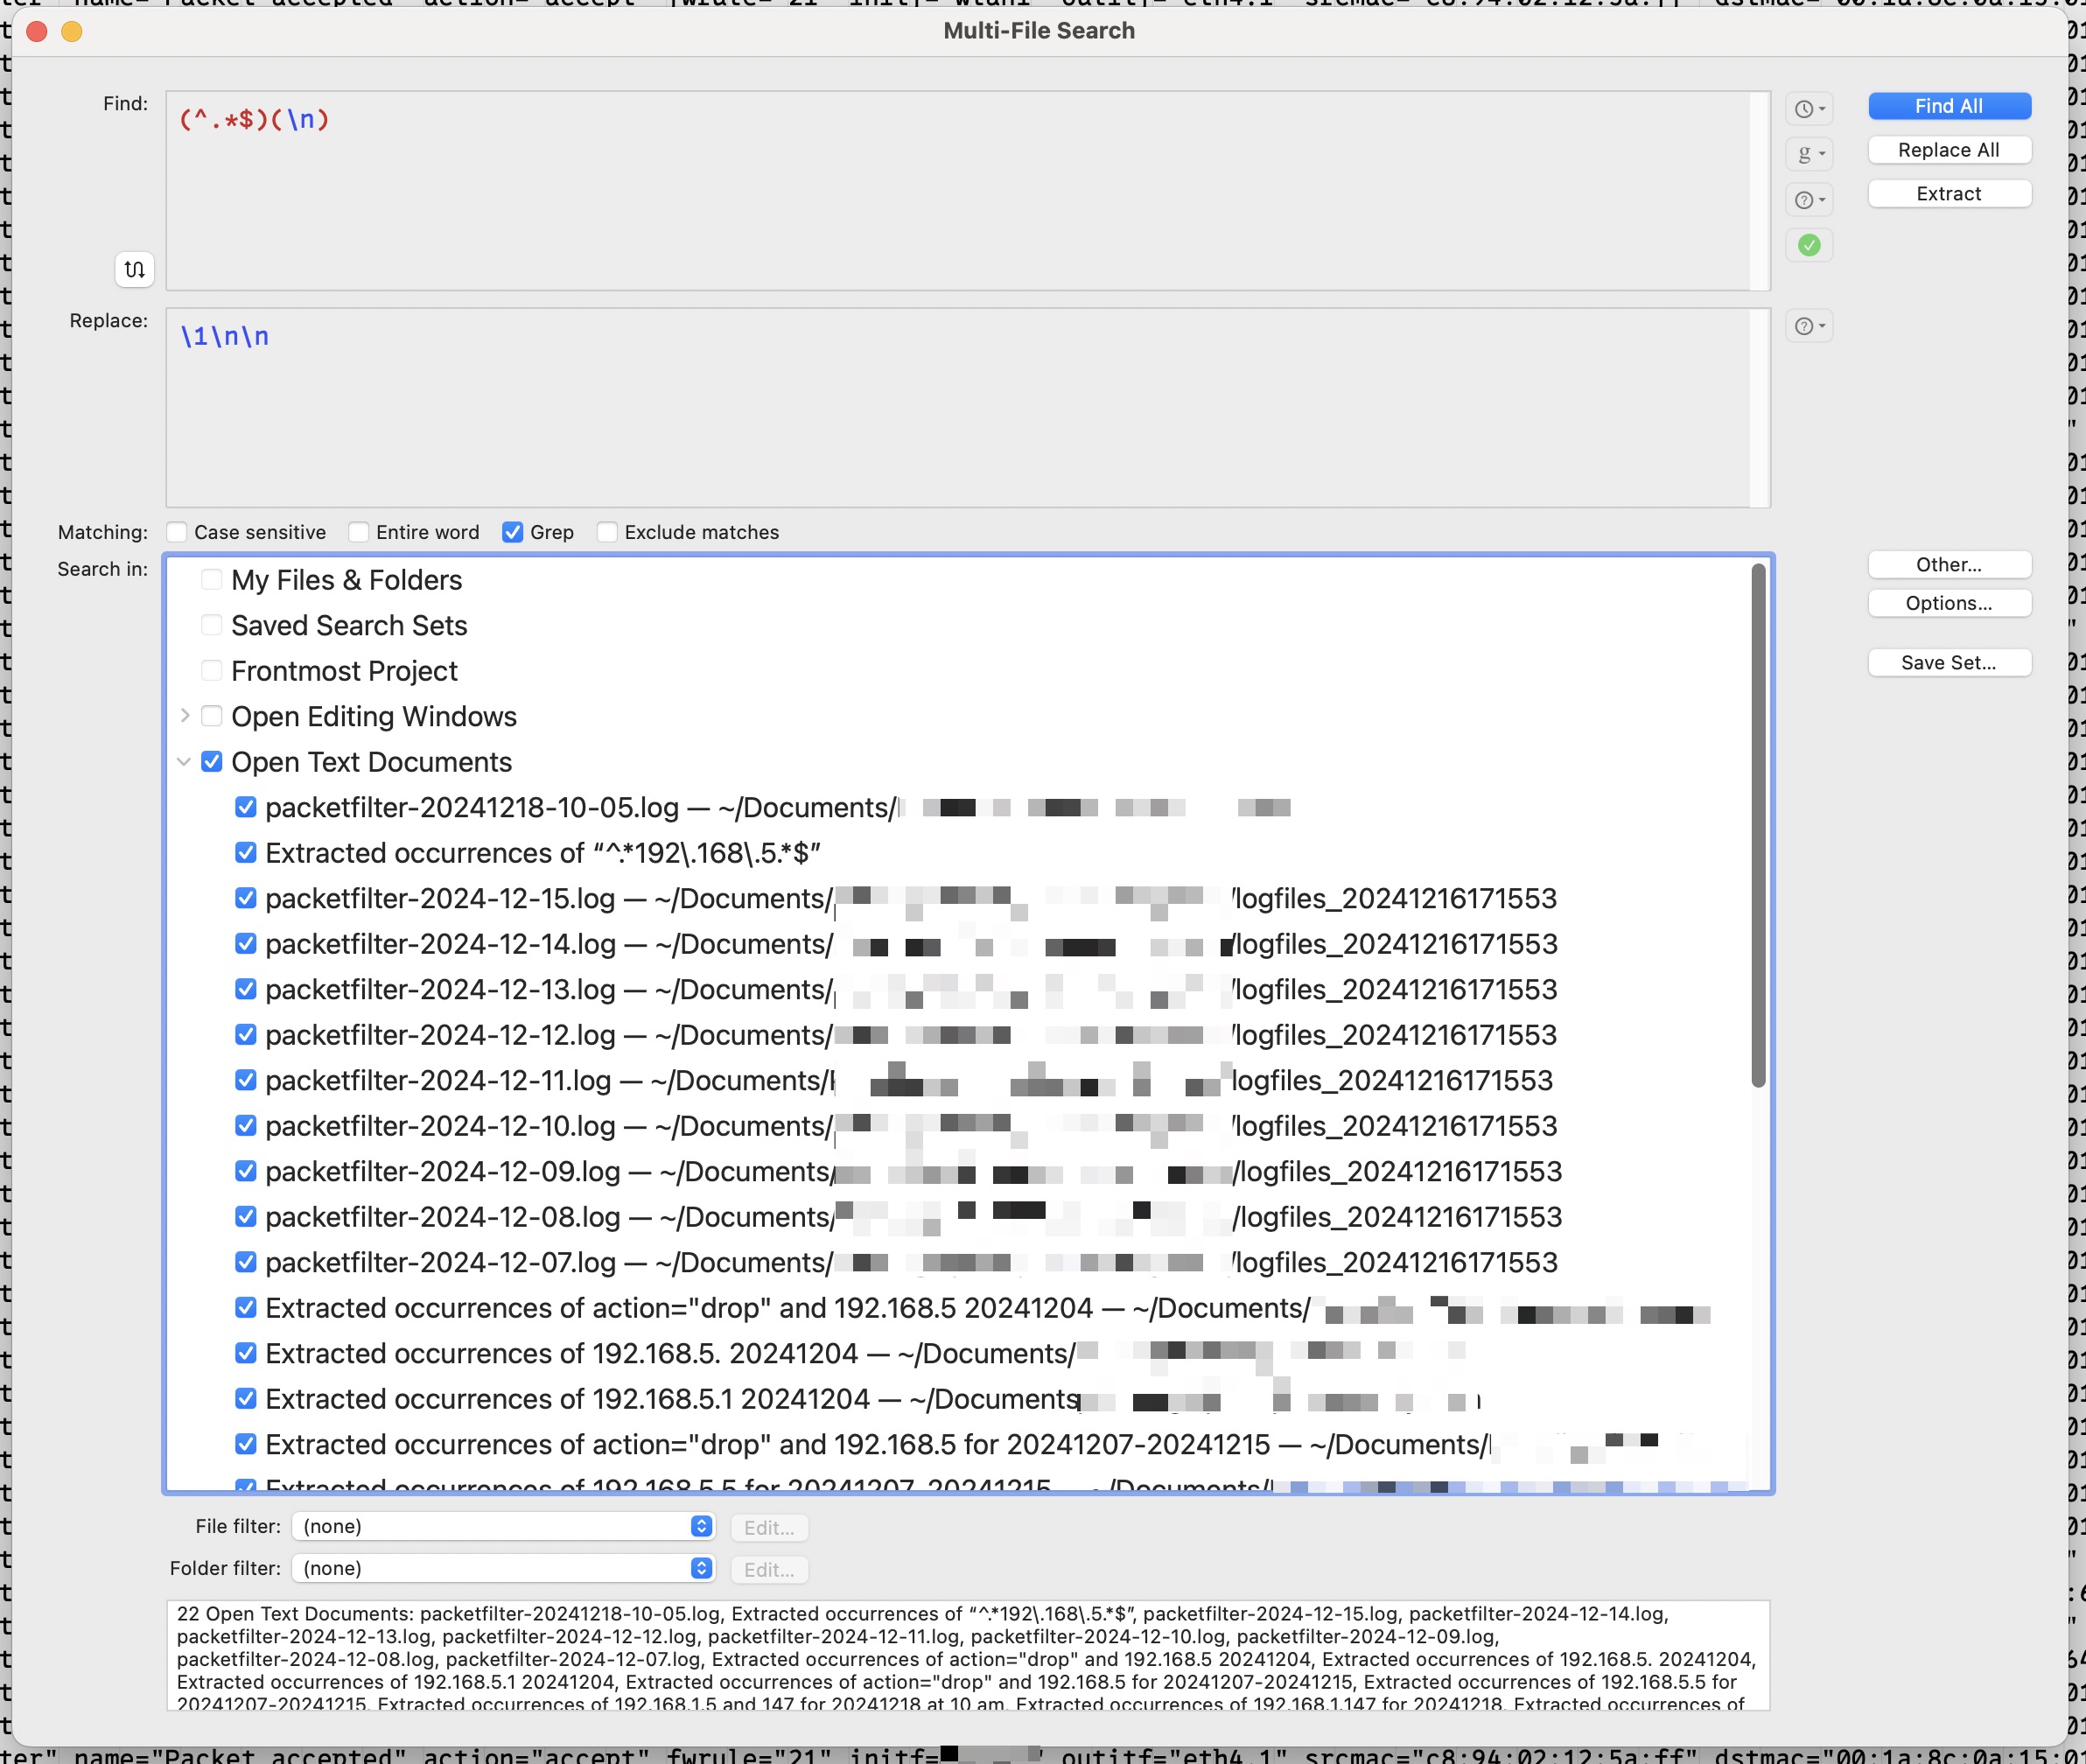 Multi-File Search
Find:
(^.*$)(\n)
Find All
Replace All
Extract
Replace:
\1\n\n
Matching:
Case sensitive
Entire word
Grep
Exclude matches
Search in:
My Files & Folders
Saved Search Sets
Frontmost Project
Open Editing Windows
Open Text Documents
packetfilter-20241218-10-05.log — ~/Documents/
Extracted occurrences of “^.*192\.168\.5.*$”
packetfilter-2024-12-15.log — ~/Documents/ /logfiles_20241216171553
packetfilter-2024-12-14.log — ~/Documents/ /logfiles_20241216171553
packetfilter-2024-12-13.log — ~/Documents/ /logfiles_20241216171553
packetfilter-2024-12-12.log — ~/Documents/ /logfiles_20241216171553
packetfilter-2024-12-11.log — ~/Documents/ logfiles_20241216171553
packetfilter-2024-12-10.log — ~/Documents/ /logfiles_20241216171553
packetfilter-2024-12-09.log — ~/Documents/ /logfiles_20241216171553
packetfilter-2024-12-08.log — ~/Documents/ /logfiles_20241216171553
packetfilter-2024-12-07.log — ~/Documents/ /logfiles_20241216171553
Extracted occurrences of action="drop" and 192.168.5 20241204 — ~/Documents/
Extracted occurrences of 192.168.5. 20241204 — ~/Documents/
Extracted occurrences of 192.168.5.1 20241204 — ~/Documents
Extracted occurrences of action="drop" and 192.168.5 for 20241207-20241215 — ~/Documents/
Extracted occurrences of 192.168.5.5 for 20241207-20241215 — ~/Documents/
Other...
Options...
Save Set...
File filter:
(none)
Edit...
Folder filter:
(none)
Edit...
22 Open Text Documents: packetfilter-20241218-10-05.log, Extracted occurrences of “^.*192\.168\.5.*$”, packetfilter-2024-12-15.log, packetfilter-2024-12-14.log,
packetfilter-2024-12-13.log, packetfilter-2024-12-12.log, packetfilter-2024-12-11.log, packetfilter-2024-12-10.log, packetfilter-2024-12-09.log,
packetfilter-2024-12-08.log, packetfilter-2024-12-07.log, Extracted occurrences of action="drop" and 192.168.5 20241204, Extracted occurrences of 192.168.5. 20241204,
Extracted occurrences of 192.168.5.1 20241204, Extracted occurrences of action="drop" and 192.168.5 for 20241207-20241215, Extracted occurrences of 192.168.5.5 for
20241207-20241215, Extracted occurrences of 192.168.1.5 and 147 for 20241218 at 10 am, Extracted occurrences of 192.168.1.147 for 20241218, Extracted occurrences of
ter" name="Packet accepted" action="accept" fwrule="21" initf= outitf="eth4.1" srcmac="c8:94:02:12:5a:ff" dstmac="00:1a:8c:0a:15:0